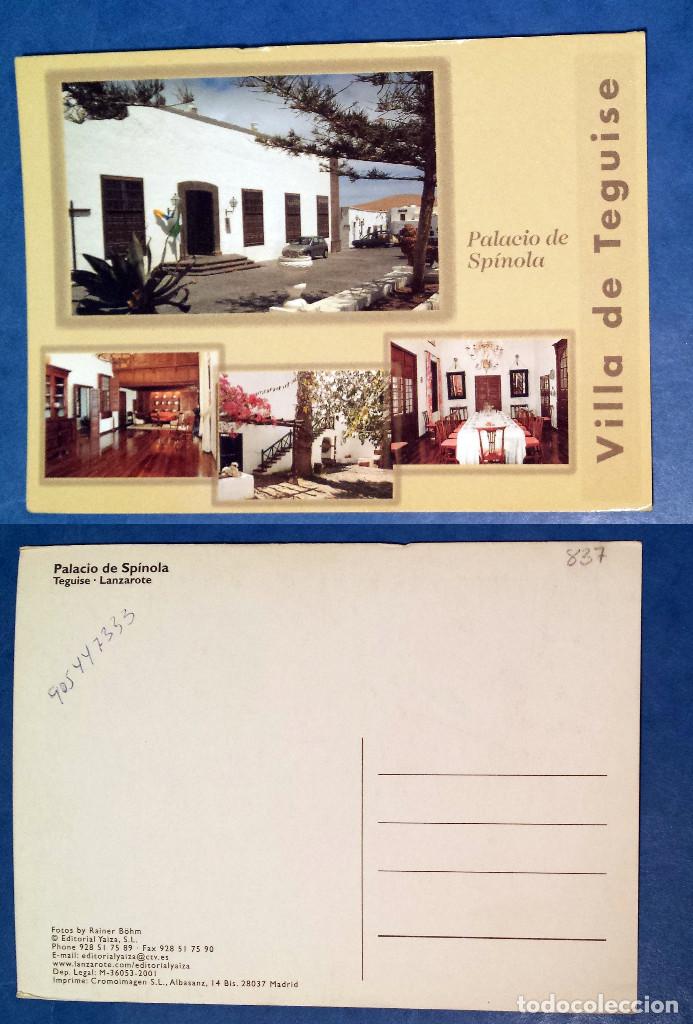 Villa de Teguise
Palacio de
Spínola
Palacio de Spínola
Teguise · Lanzarote
837
905447333
Fotos by Rainer Böhm
© Editorial Yaiza, S.L.
Phone 928 51 75 89 · Fax 928 51 75 90
E-mail: editorialyaiza@ctv.es
www.lanzarote.com/editorialyaiza
Dep. Legal: M-36053-2001
Imprime: Cromoimagen S.L., Albasanz, 14 Bis. 28037 Madrid
todocoleccion